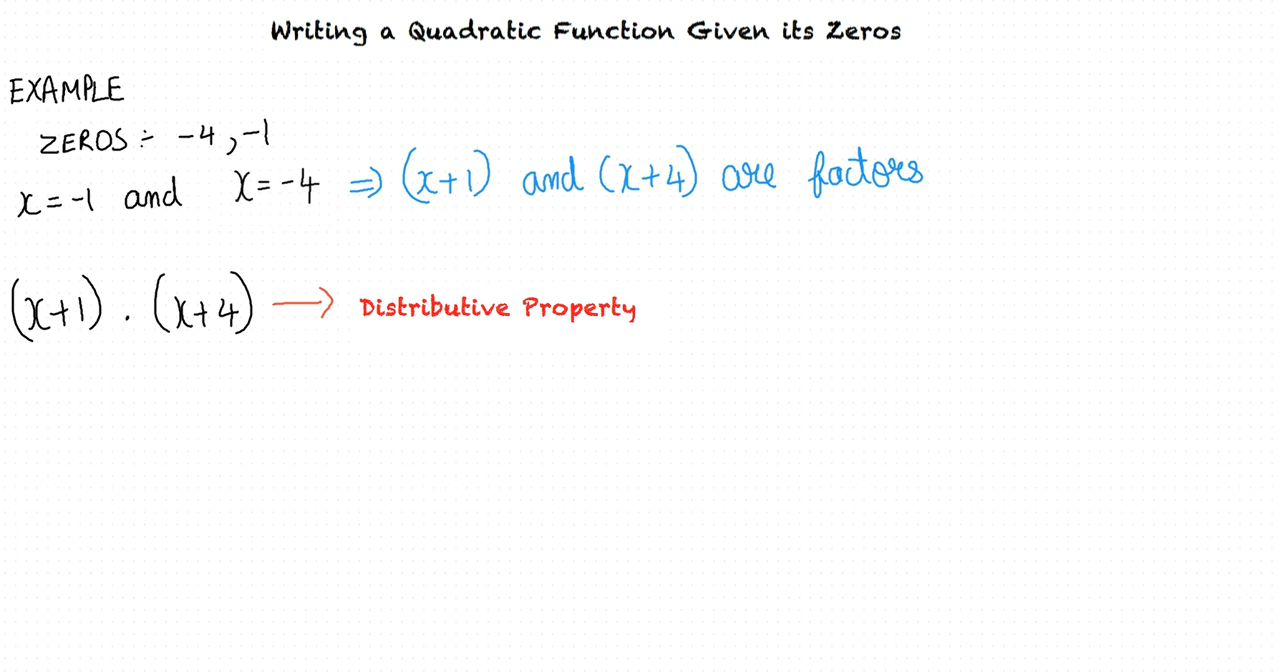 Writing a Quadratic Function Given its Zeros
EXAMPLE
ZEROS ÷ -4, -1
x = -1 and x = -4 ⇒ (x+1) and (x+4) are factors
(x+1) . (x+4) → Distributive Property